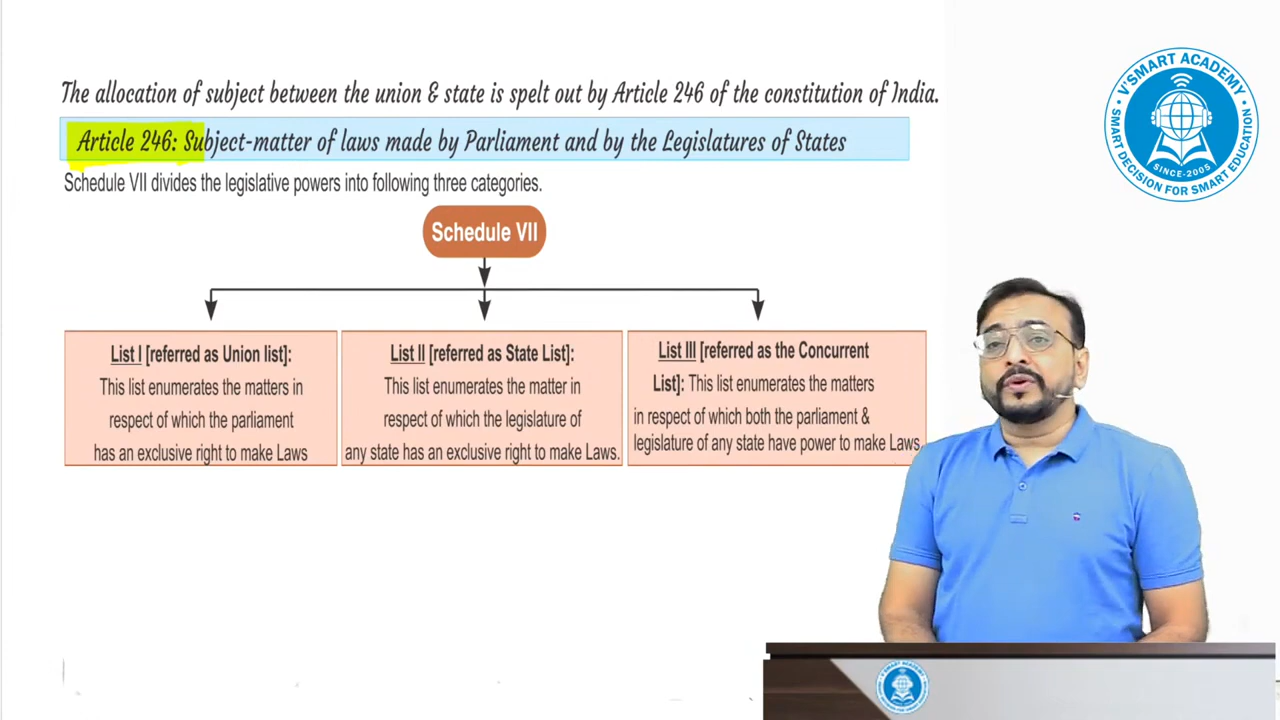 The allocation of subject between the union & state is spelt out by Article 246 of the constitution of India.
Article 246: Subject-matter of laws made by Parliament and by the Legislatures of States
Schedule VII divides the legislative powers into following three categories.
Schedule VII
List I [referred as Union list]:
This list enumerates the matters in
respect of which the parliament
has an exclusive right to make Laws
List II [referred as State List]:
This list enumerates the matter in
respect of which the legislature of
any state has an exclusive right to make Laws.
List III [referred as the Concurrent
List]: This list enumerates the matters
in respect of which both the parliament &
legislature of any state have power to make Laws.
V'SMART ACADEMY
SINCE-2005
SMART DECISION FOR SMART EDUCATION